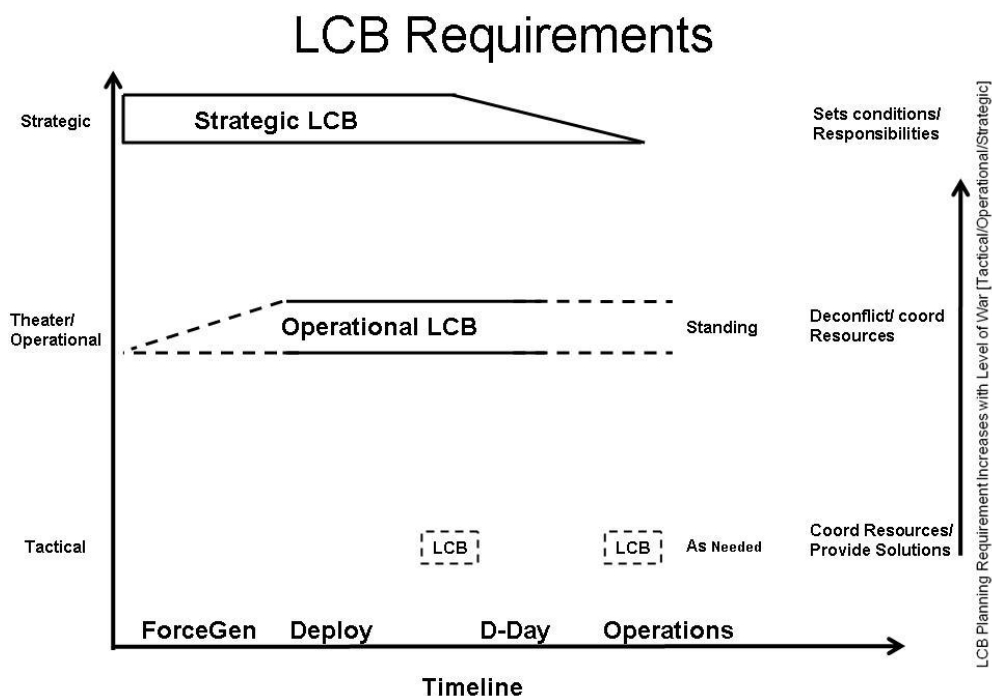 LCB Requirements
Strategic
Strategic LCB
Sets conditions/
Responsibilities
Theater/
Operational
Operational LCB
Standing
Deconflict/ coord
Resources
Tactical
LCB
LCB
As Needed
Coord Resources/
Provide Solutions
LCB Planning Requirement Increases with Level of War [Tactical/Operational/Strategic]
ForceGen
Deploy
D-Day
Operations
Timeline